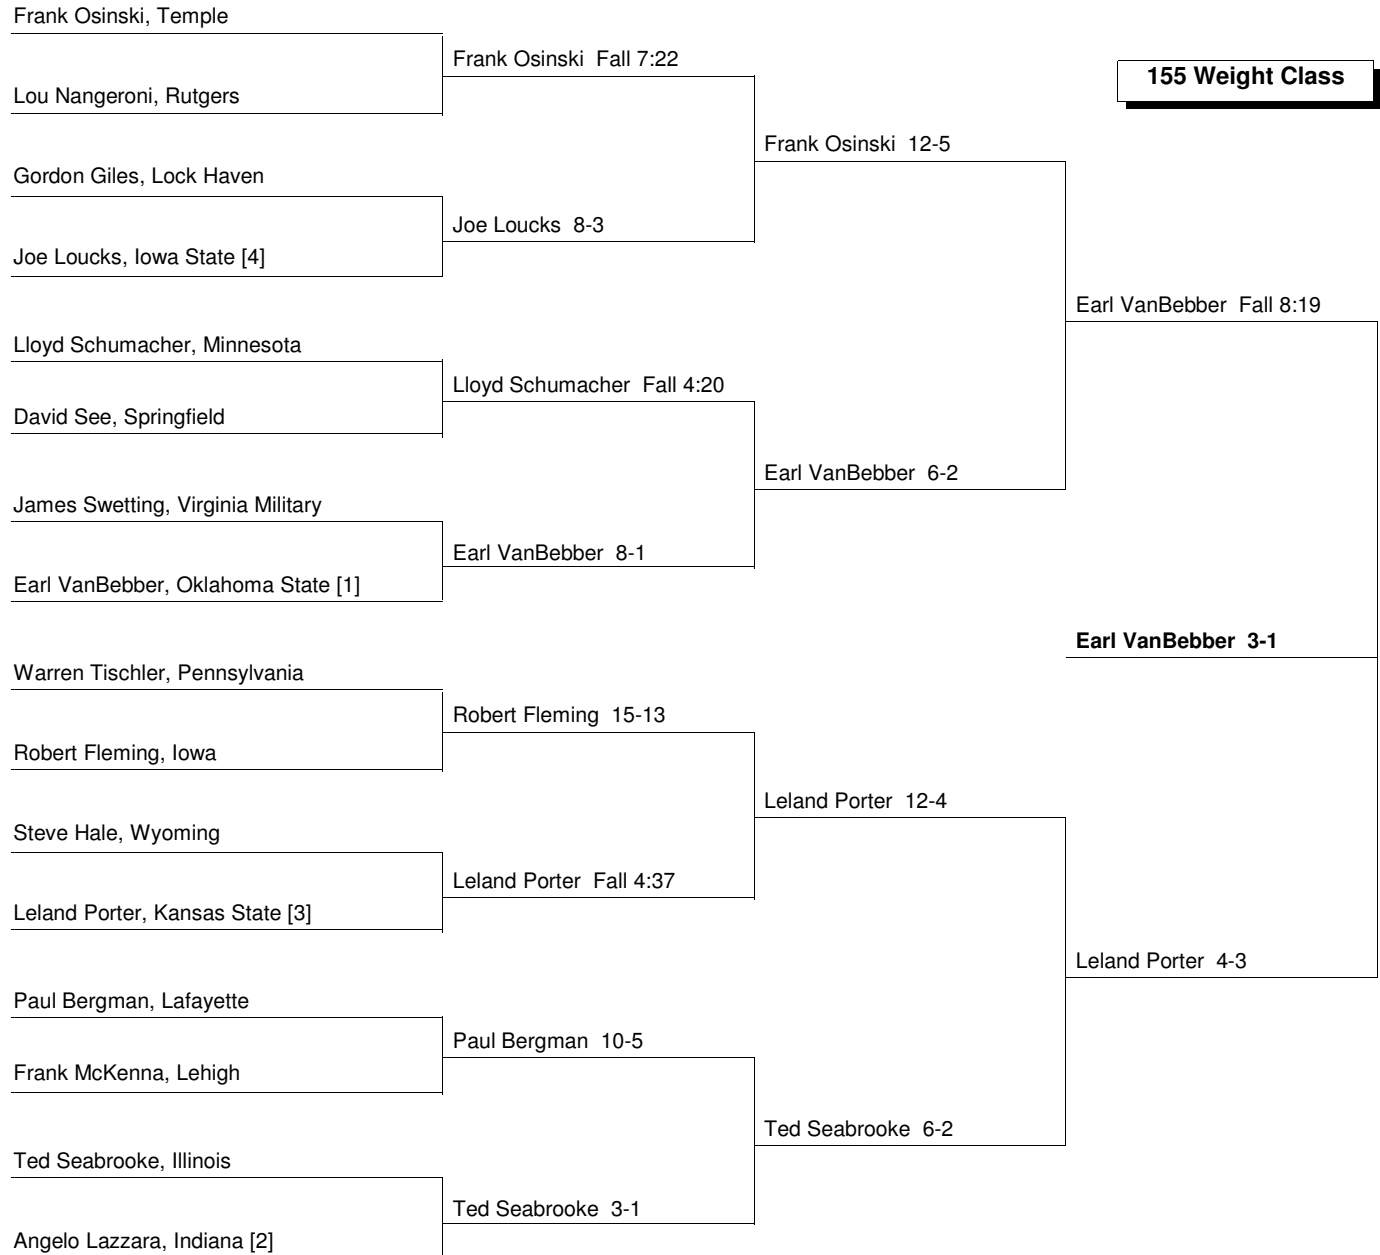 Frank Osinski, Temple
Frank Osinski  Fall 7:22
155 Weight Class
Lou Nangeroni, Rutgers
Frank Osinski  12-5
Gordon Giles, Lock Haven
Joe Loucks  8-3
Joe Loucks, Iowa State [4]
Earl VanBebber  Fall 8:19
Lloyd Schumacher, Minnesota
Lloyd Schumacher  Fall 4:20
David See, Springfield
Earl VanBebber  6-2
James Swetting, Virginia Military
Earl VanBebber  8-1
Earl VanBebber, Oklahoma State [1]
Earl VanBebber  3-1
Warren Tischler, Pennsylvania
Robert Fleming  15-13
Robert Fleming, Iowa
Leland Porter  12-4
Steve Hale, Wyoming
Leland Porter  Fall 4:37
Leland Porter, Kansas State [3]
Leland Porter  4-3
Paul Bergman, Lafayette
Paul Bergman  10-5
Frank McKenna, Lehigh
Ted Seabrooke  6-2
Ted Seabrooke, Illinois
Ted Seabrooke  3-1
Angelo Lazzara, Indiana [2]